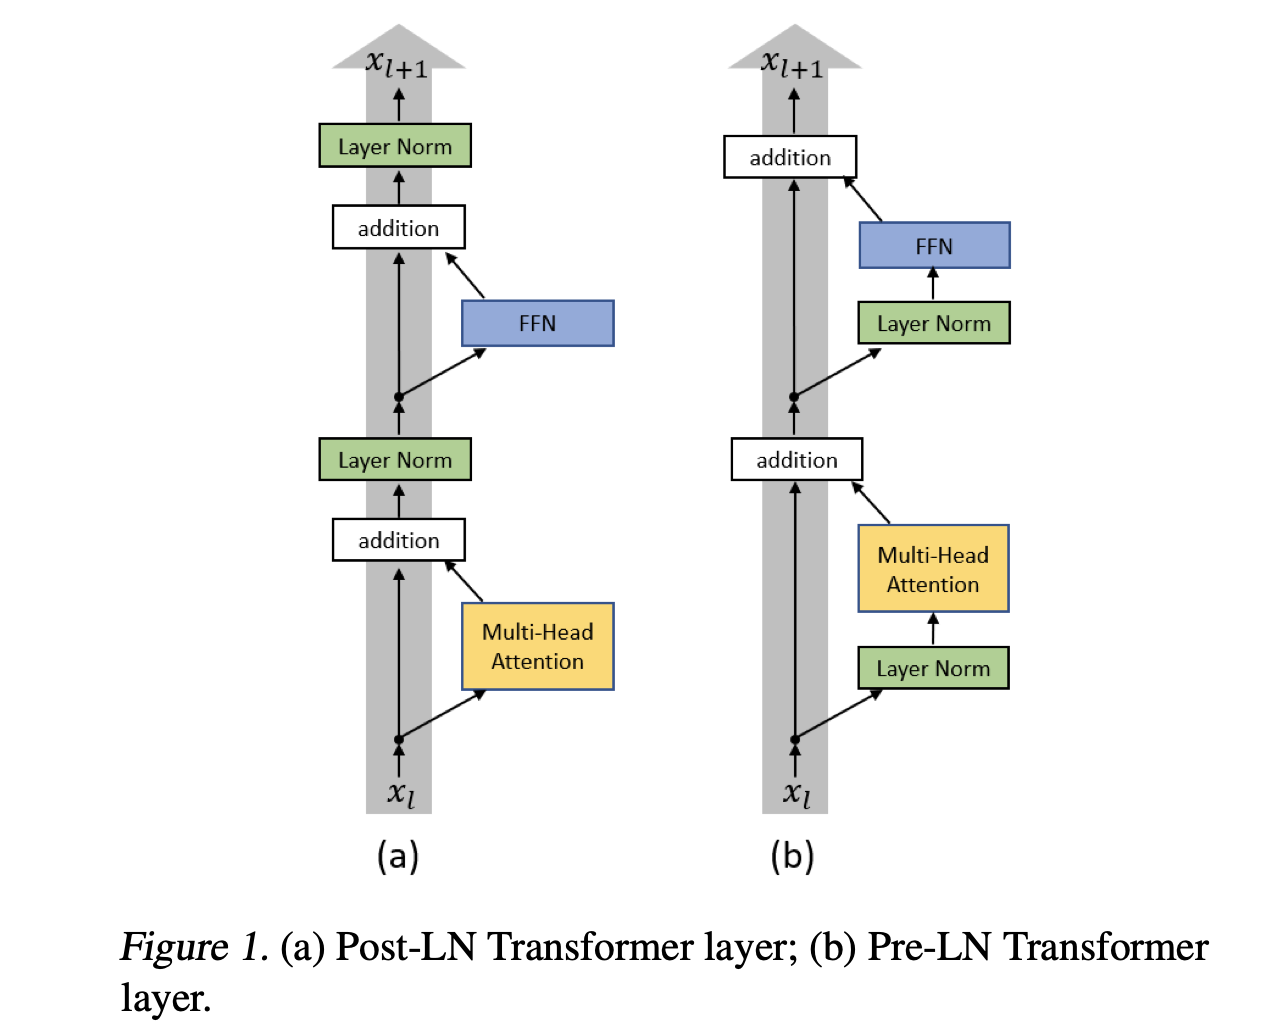 x_{l+1}
Layer Norm
addition
FFN
Layer Norm
addition
Multi-Head
Attention
x_l
(a)
x_{l+1}
addition
FFN
Layer Norm
addition
Multi-Head
Attention
Layer Norm
x_l
(b)
Figure 1. (a) Post-LN Transformer layer; (b) Pre-LN Transformer
layer.